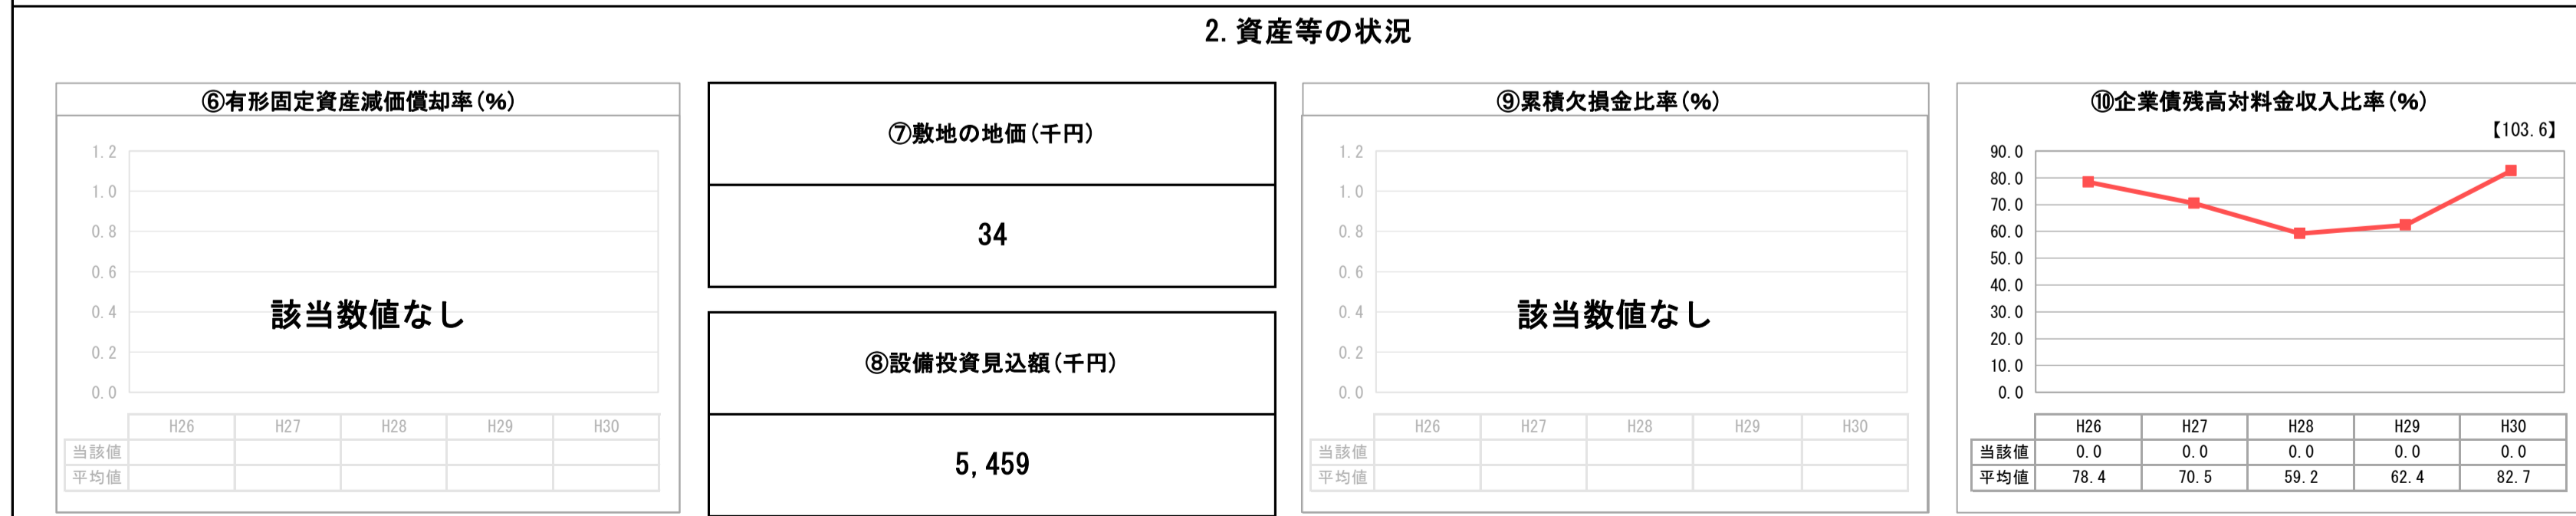 2.資産等の状況
⑥有形固定資産減価償却率(%)
1.2
1.0
0.8
0.6
0.4
0.2
0.0
該当数値なし
H26 H27 H28 H29 H30
当該値
平均値
⑦敷地の地価(千円)
34
⑧設備投資見込額(千円)
5,459
⑨累積欠損金比率(%)
1.2
1.0
0.8
0.6
0.4
0.2
0.0
該当数値なし
H26 H27 H28 H29 H30
当該値
平均値
⑩企業債残高対料金収入比率(%)
【103.6】
90.0
80.0
70.0
60.0
50.0
40.0
30.0
20.0
10.0
0.0
H26 H27 H28 H29 H30
当該値 0.0 0.0 0.0 0.0 0.0
平均値 78.4 70.5 59.2 62.4 82.7